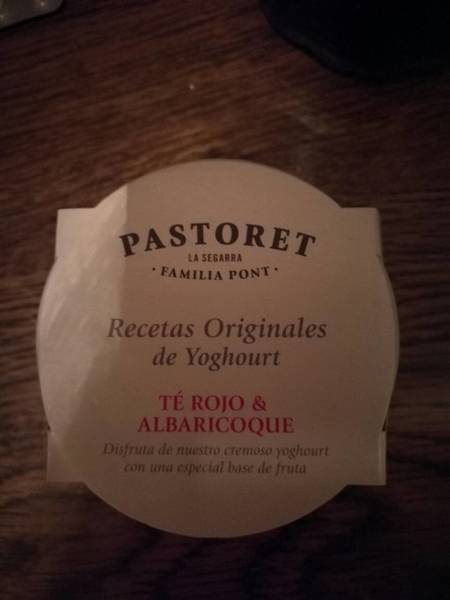 PASTORET
LA SEGARRA
· FAMILIA PONT ·
Recetas Originales
de Yoghourt
TÉ ROJO &
ALBARICOQUE
Disfruta de nuestro cremoso yoghourt
con una especial base de fruta